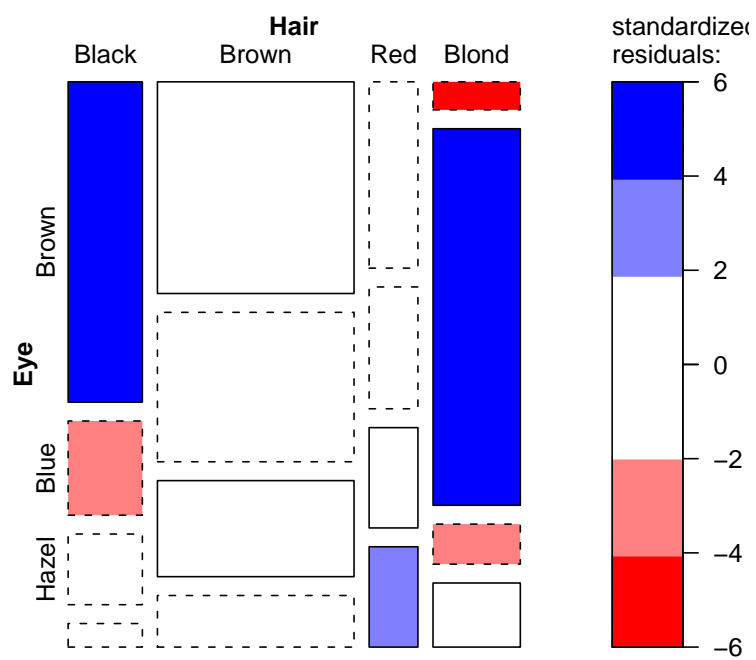 Hair
Black Brown Red Blond
Eye
Brown
Blue
Hazel
standardized
residuals:
6
4
2
0
−2
−4
−6